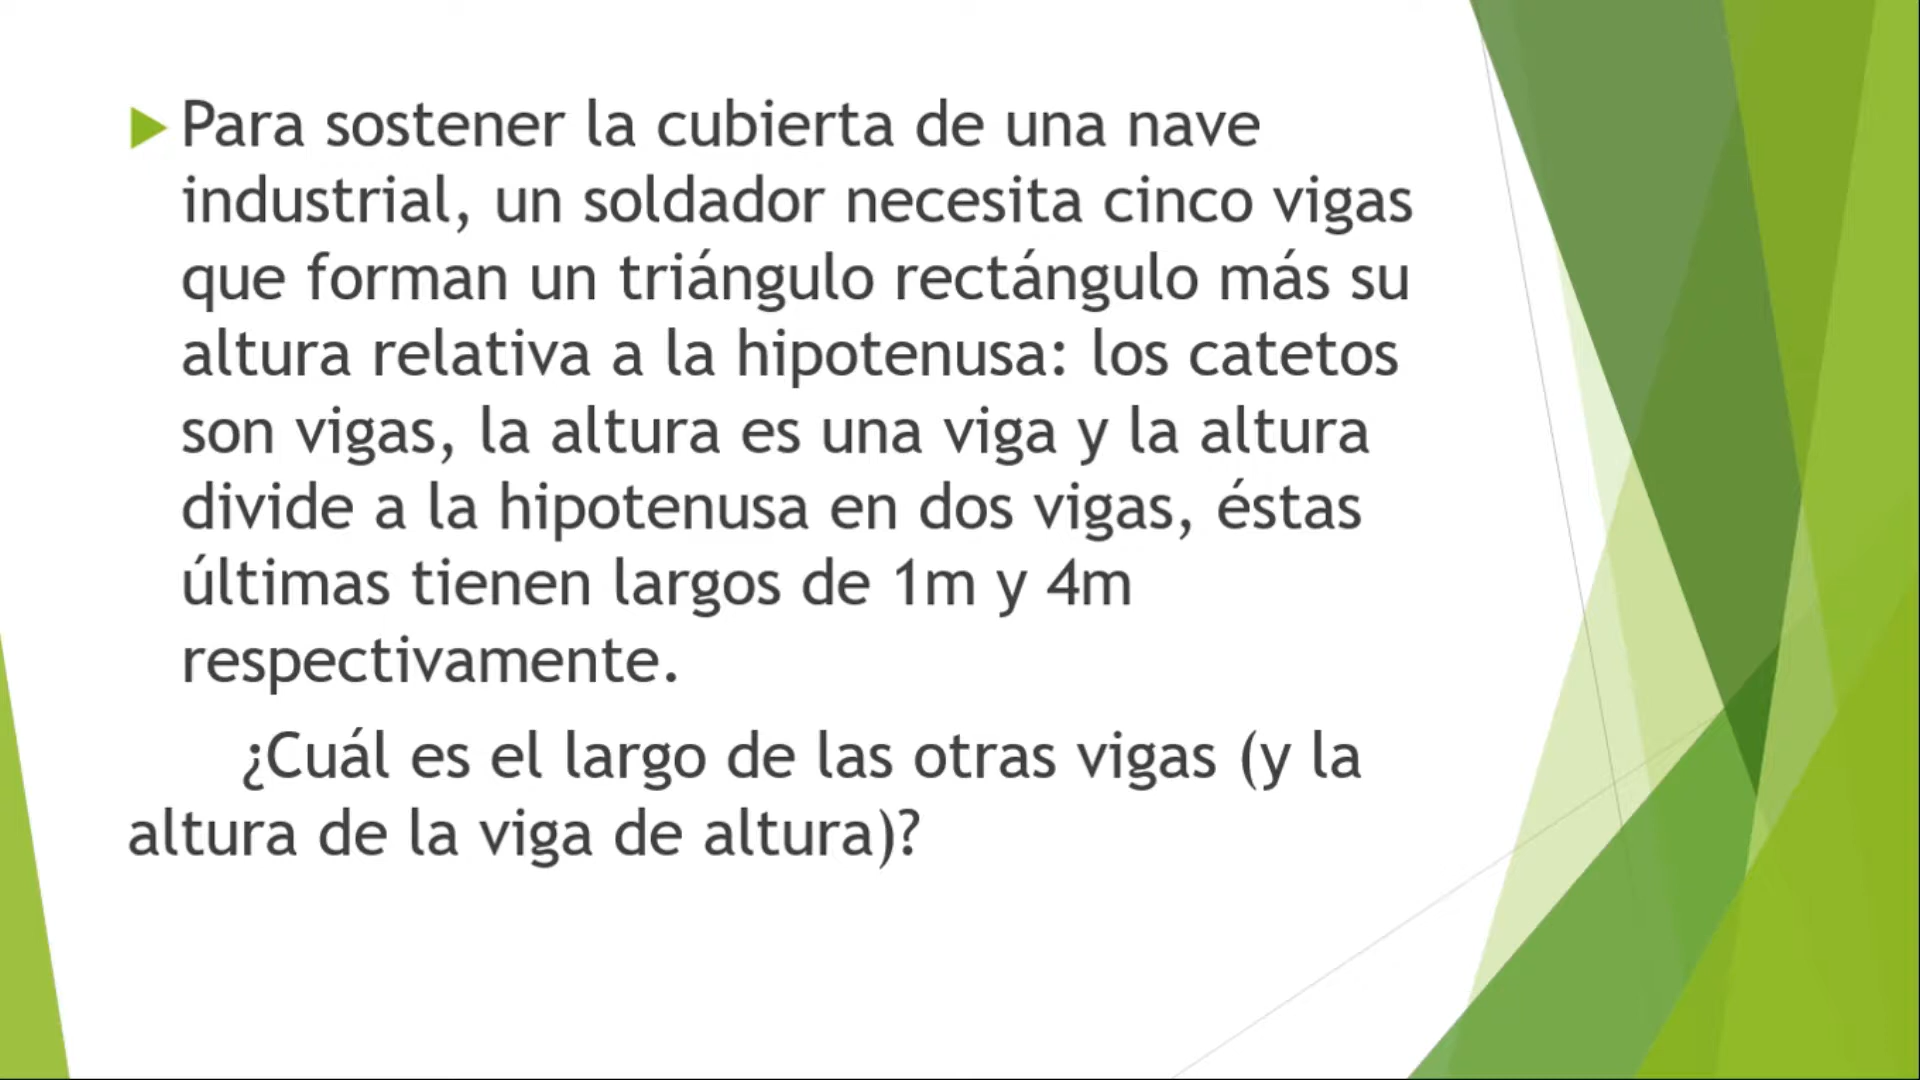 Para sostener la cubierta de una nave
industrial, un soldador necesita cinco vigas
que forman un triángulo rectángulo más su
altura relativa a la hipotenusa: los catetos
son vigas, la altura es una viga y la altura
divide a la hipotenusa en dos vigas, éstas
últimas tienen largos de 1m y 4m
respectivamente.
¿Cuál es el largo de las otras vigas (y la
altura de la viga de altura)?